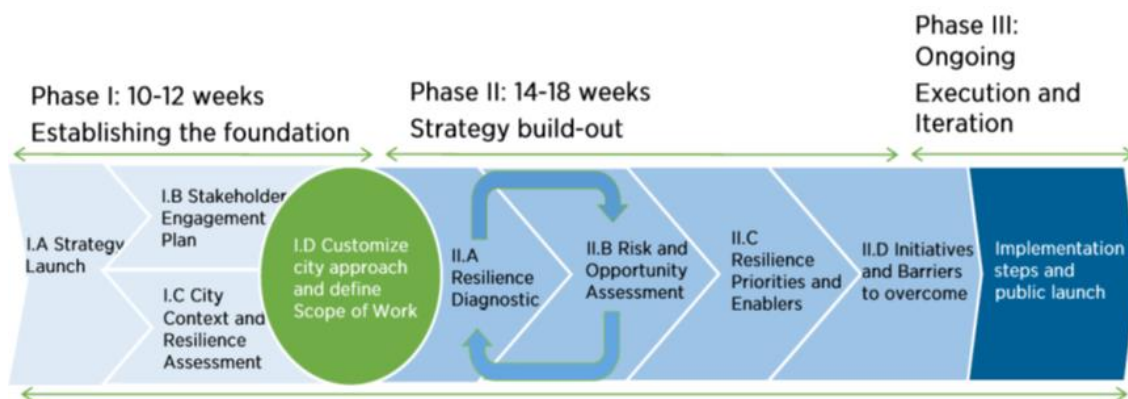 Phase I: 10-12 weeks
Establishing the foundation
Phase II: 14-18 weeks
Strategy build-out
Phase III:
Ongoing
Execution and
Iteration
I.A Strategy
Launch
I.B Stakeholder
Engagement
Plan
I.C City
Context and
Resilience
Assessment
I.D Customize
city approach
and define
Scope of Work
II.A
Resilience
Diagnostic
II.B Risk and
Opportunity
Assessment
II.C
Resilience
Priorities and
Enablers
II.D Initiatives
and Barriers
to overcome
Implementation
steps and
public launch